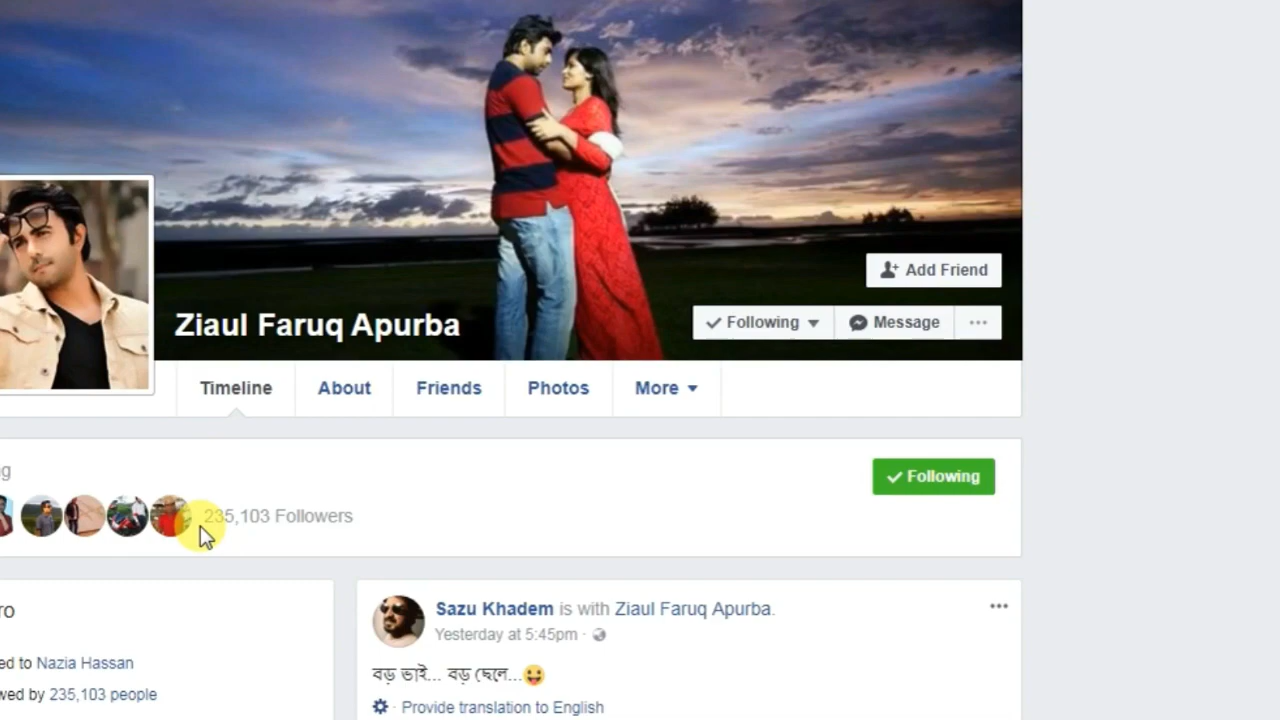 Add Friend
Ziaul Faruq Apurba
Following
Message
Timeline
About
Friends
Photos
More
g
Following
235,103 Followers
ro
Sazu Khadem is with Ziaul Faruq Apurba.
Yesterday at 5:45pm ·
ed to Nazia Hassan
বড় ভাই... বড় ছেলে...😛
wed by 235,103 people
· Provide translation to English